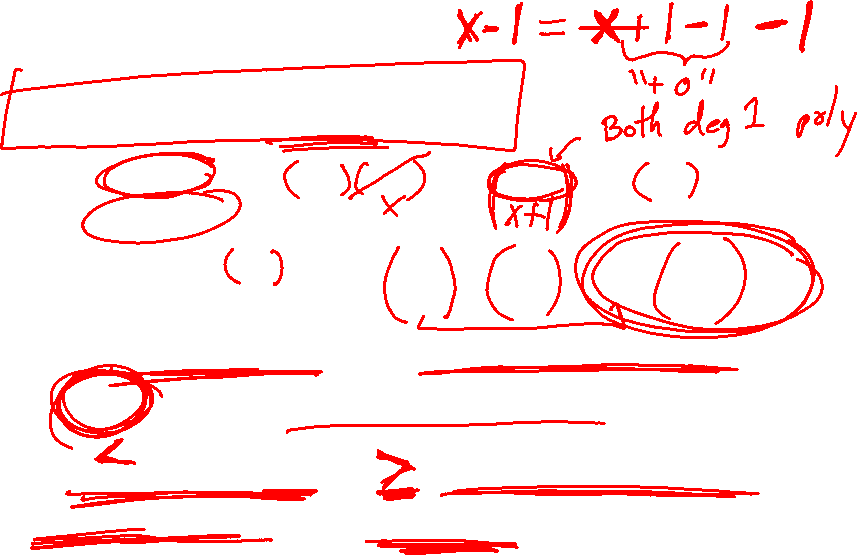 x-1 = x+1-1-1
"+0"
Both deg 1 poly
( ) ( ) ( )
x
x+1
( ) ( ) ( ) ( )
<
≥